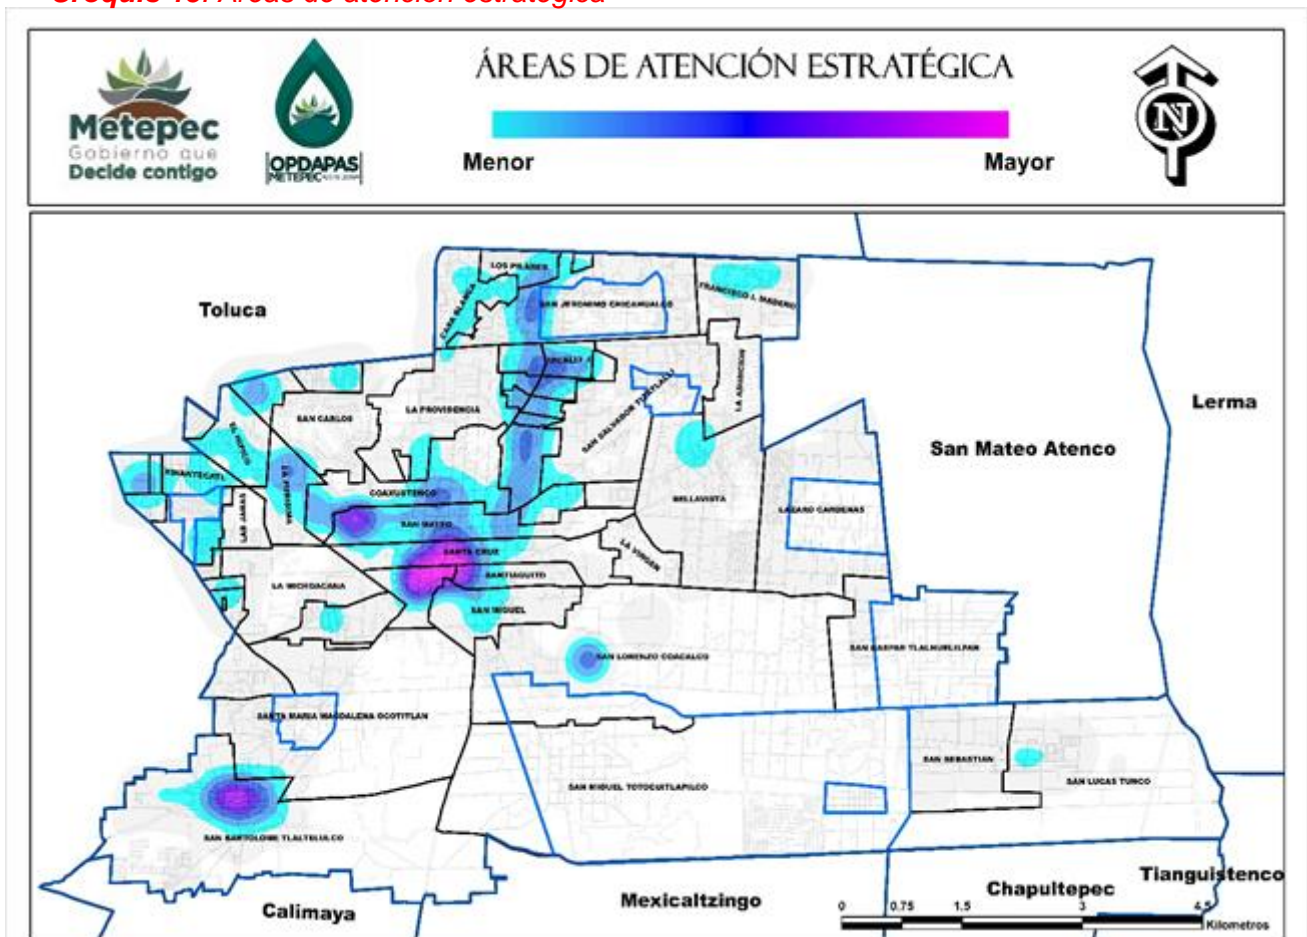 Croquis 10. Áreas de atención estratégica
ÁREAS DE ATENCIÓN ESTRATÉGICA
Metepec
Gobierno que
Decide contigo
OPDAPAS
METEPEC
Menor
Mayor
N
Toluca
Lerma
San Mateo Atenco
LOS PILARES
CASA BLANCA
SAN JERONIMO CHICAHUALCO
FRANCISCO I. MADERO
LA ASUNCION
SAN SALVADOR TIZATLALLI
SAN CARLOS
LA PROVIDENCIA
EL HIPICO
XINANTECATL
LA PURISIMA
LAS JARAS
COAXUSTENCO
SAN MATEO
BELLAVISTA
LAZARO CARDENAS
SANTA CRUZ
LA VIRGEN
SANTIAGUITO
LA MICHOACANA
SAN MIGUEL
SAN LORENZO COACALCO
SAN GASPAR TLALHUELILPAN
SANTA MARIA MAGDALENA OCOTITLAN
SAN SEBASTIAN
SAN LUCAS TUNCO
SAN MIGUEL TOTOCUITLAPILCO
SAN BARTOLOME TLALTELULCO
Calimaya
Mexicaltzingo
Chapultepec
Tianguistenco
0 0.75 1.5 3 4.5
Kilometros